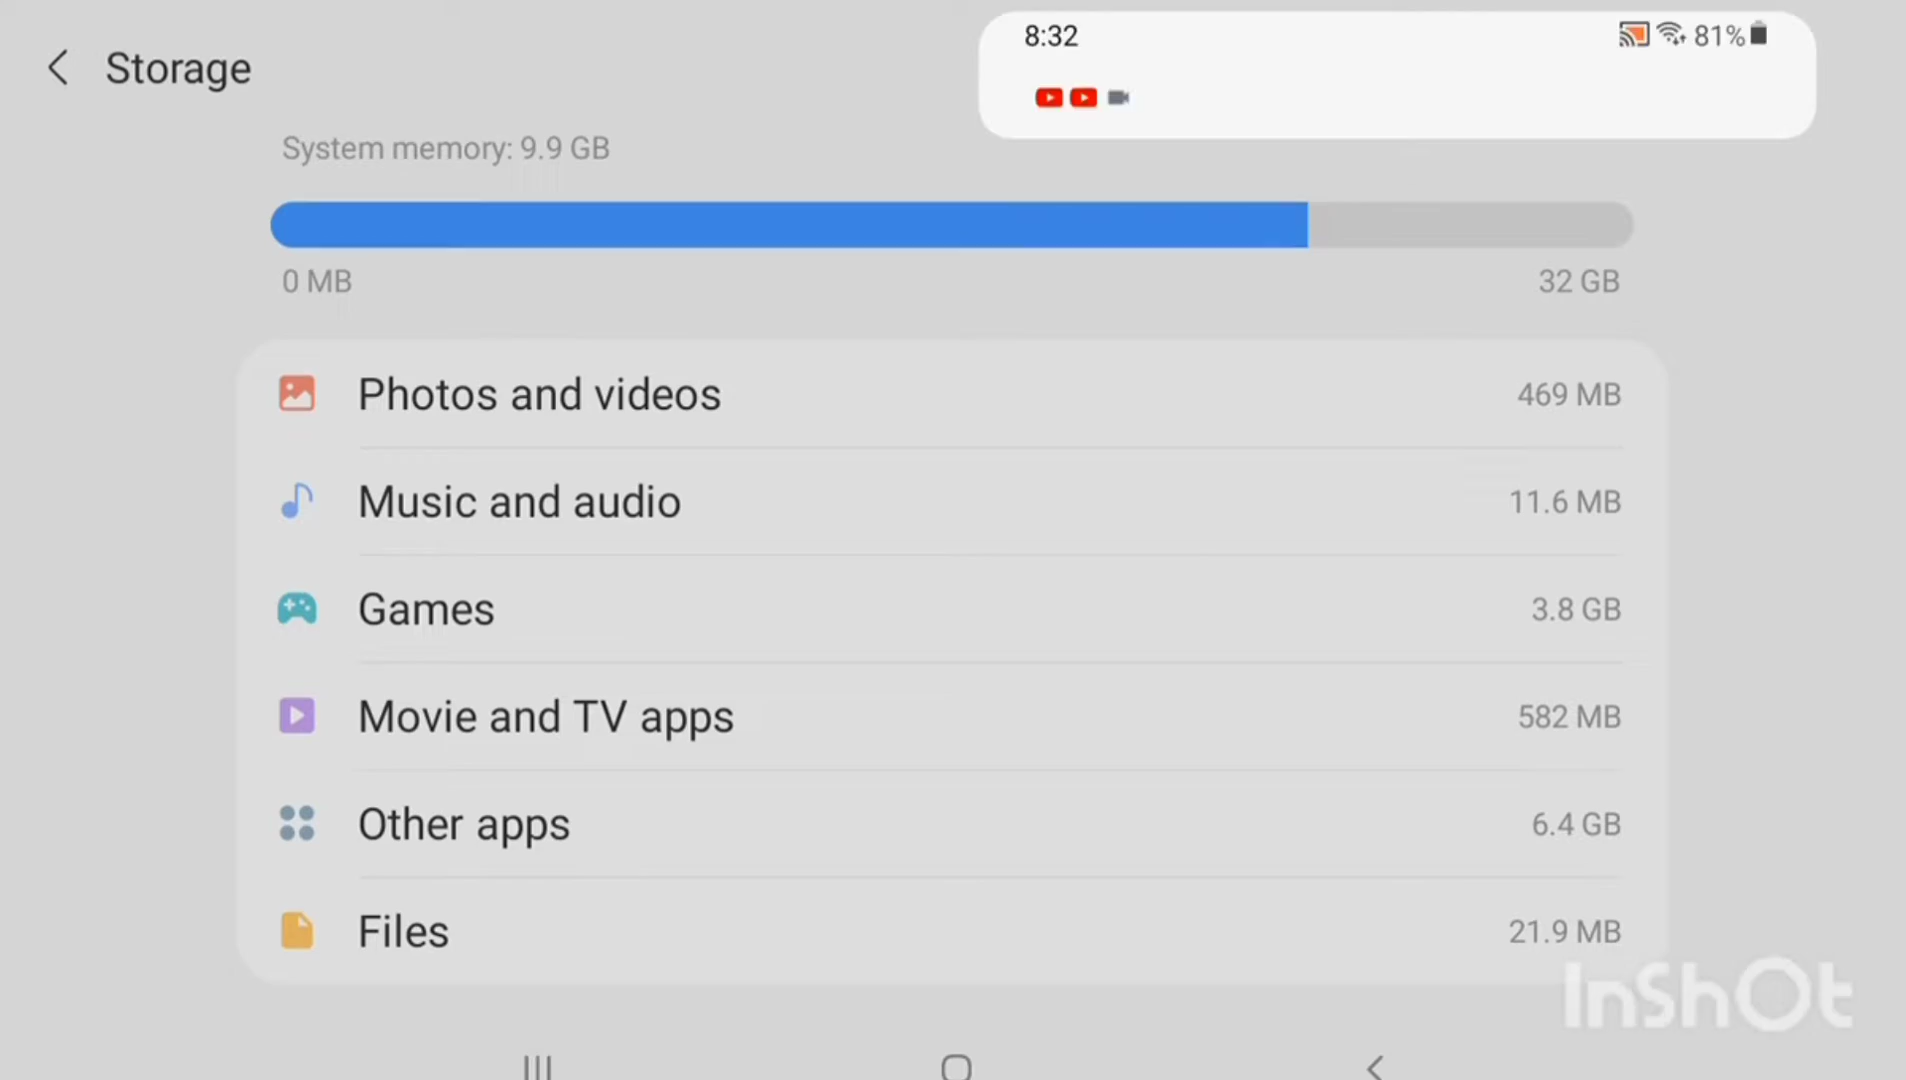 Storage
8:32
81%
System memory: 9.9 GB
0 MB
32 GB
Photos and videos
469 MB
Music and audio
11.6 MB
Games
3.8 GB
Movie and TV apps
582 MB
Other apps
6.4 GB
Files
21.9 MB
InShOt